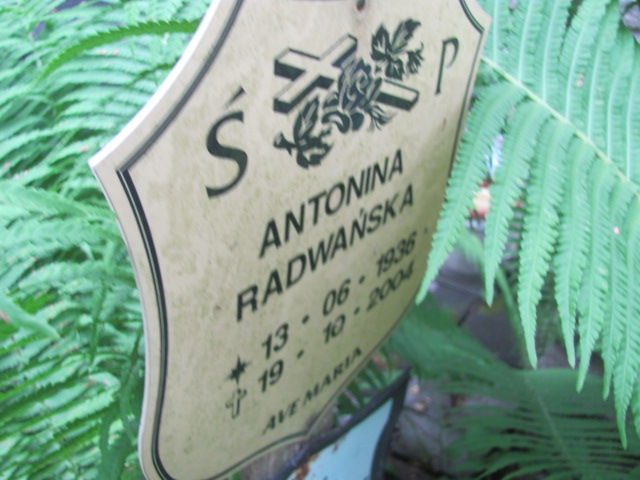 Ś P
ANTONINA
RADWAŃSKA
13 · 06 · 1936 ·
19 · 10 · 2004
AVE MARIA